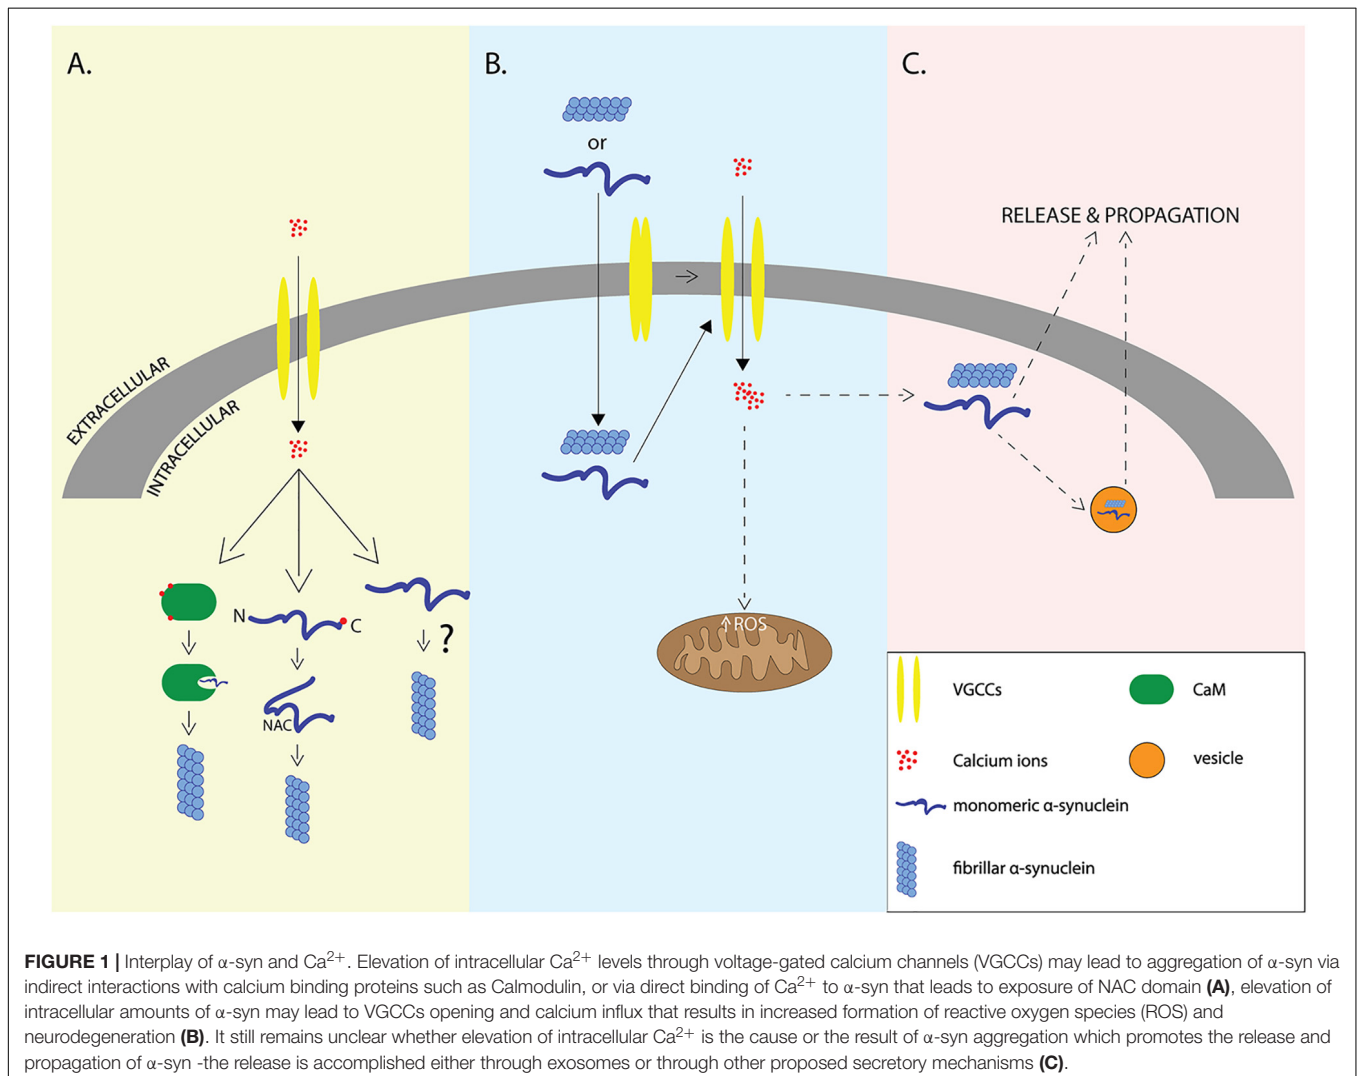 A.
B.
C.
or
RELEASE & PROPAGATION
EXTRACELLULAR
INTRACELLULAR
N
C
?
NAC
ROS
VGCCs
CaM
Calcium ions
vesicle
monomeric α-synuclein
fibrillar α-synuclein
FIGURE 1 | Interplay of α-syn and Ca²⁺. Elevation of intracellular Ca²⁺ levels through voltage-gated calcium channels (VGCCs) may lead to aggregation of α-syn via
indirect interactions with calcium binding proteins such as Calmodulin, or via direct binding of Ca²⁺ to α-syn that leads to exposure of NAC domain (A), elevation of
intracellular amounts of α-syn may lead to VGCCs opening and calcium influx that results in increased formation of reactive oxygen species (ROS) and
neurodegeneration (B). It still remains unclear whether elevation of intracellular Ca²⁺ is the cause or the result of α-syn aggregation which promotes the release and
propagation of α-syn -the release is accomplished either through exosomes or through other proposed secretory mechanisms (C).